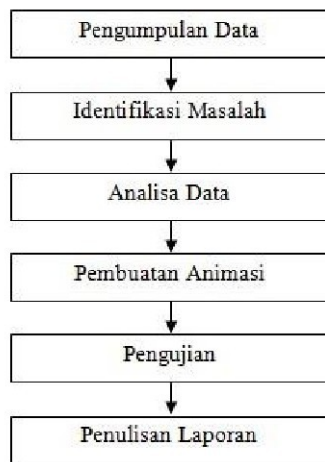 Pengumpulan Data
Identifikasi Masalah
Analisa Data
Pembuatan Animasi
Pengujian
Penulisan Laporan